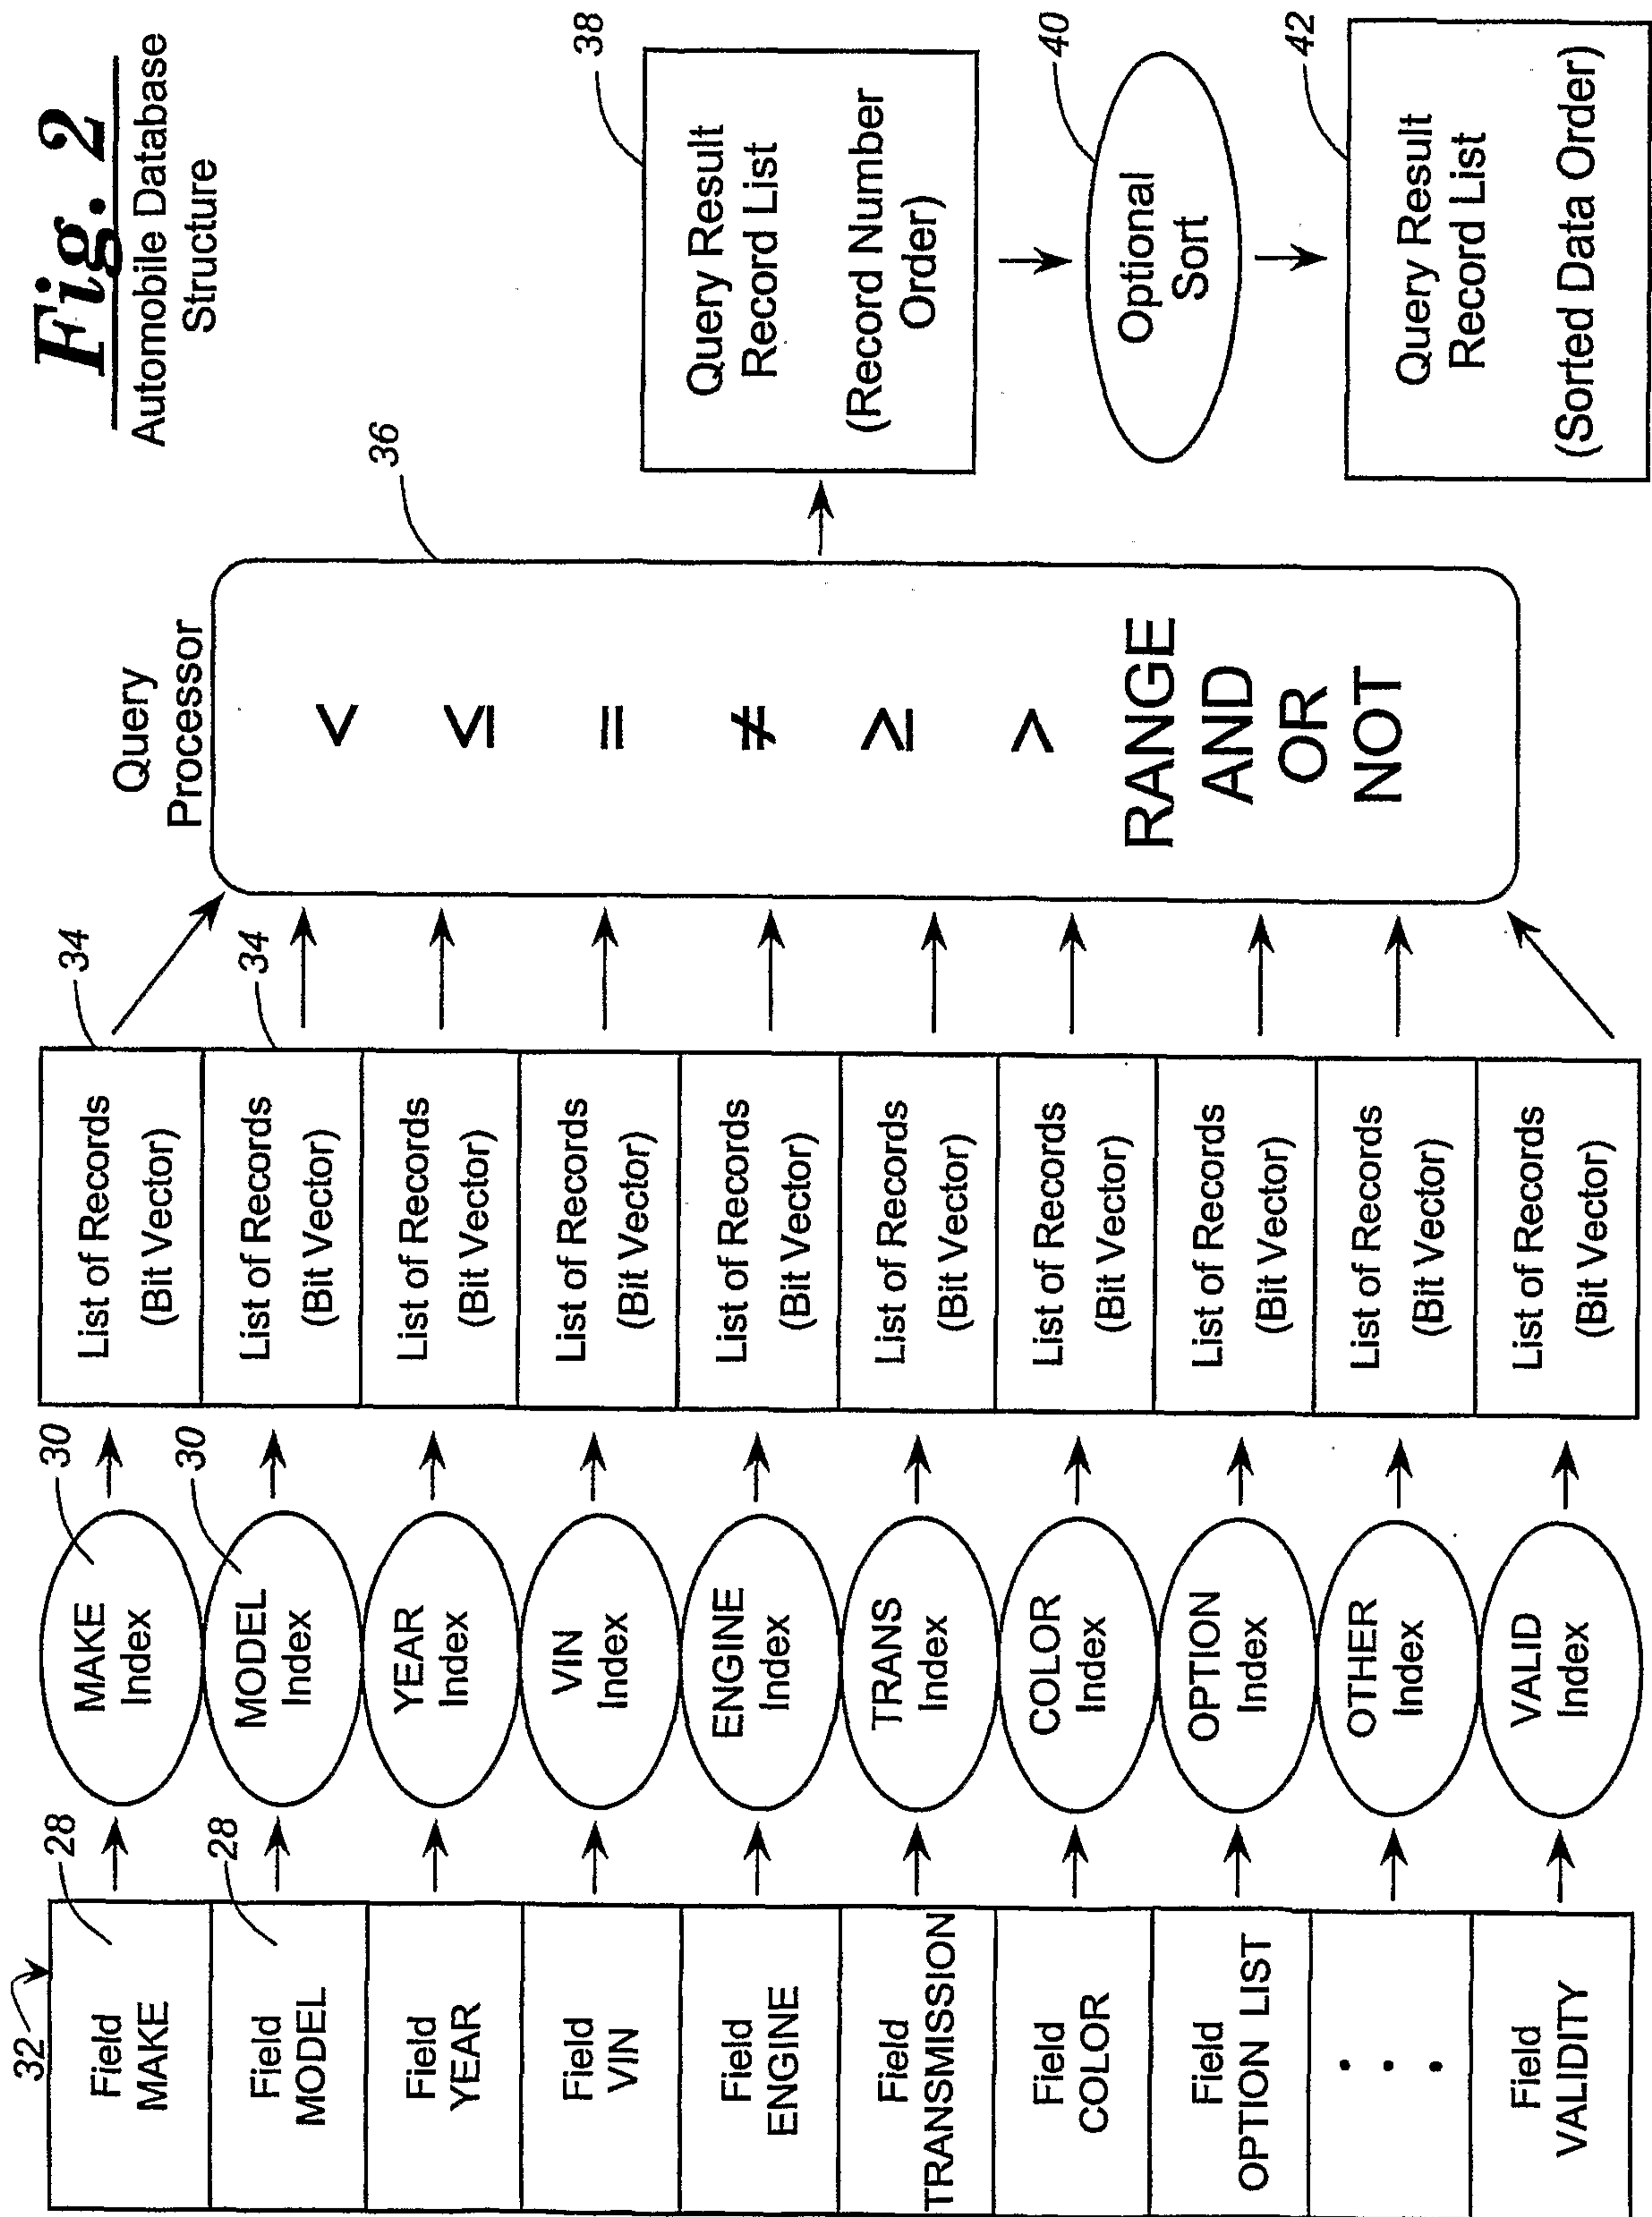 Fig. 2
Automobile Database
Structure
32
28
Field
MAKE
28
Field
MODEL
Field
YEAR
Field
VIN
Field
ENGINE
Field
TRANSMISSION
Field
COLOR
Field
OPTION LIST
. . .
Field
VALIDITY
30
MAKE
Index
30
MODEL
Index
YEAR
Index
VIN
Index
ENGINE
Index
TRANS
Index
COLOR
Index
OPTION
Index
OTHER
Index
VALID
Index
34
List of Records
(Bit Vector)
34
List of Records
(Bit Vector)
List of Records
(Bit Vector)
List of Records
(Bit Vector)
List of Records
(Bit Vector)
List of Records
(Bit Vector)
List of Records
(Bit Vector)
List of Records
(Bit Vector)
List of Records
(Bit Vector)
List of Records
(Bit Vector)
Query
Processor
36
<
≤
=
≠
≥
>
RANGE
AND
OR
NOT
38
Query Result
Record List
(Record Number
Order)
40
Optional
Sort
42
Query Result
Record List
(Sorted Data Order)